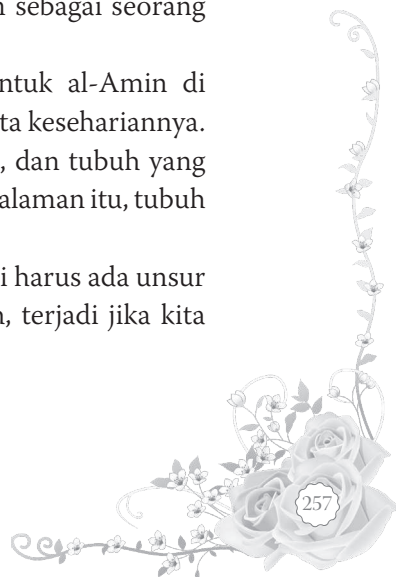 sebagai seorang
ntuk al-Amin di
ta kesehariannya.
, dan tubuh yang
alaman itu, tubuh
i harus ada unsur
, terjadi jika kita
257